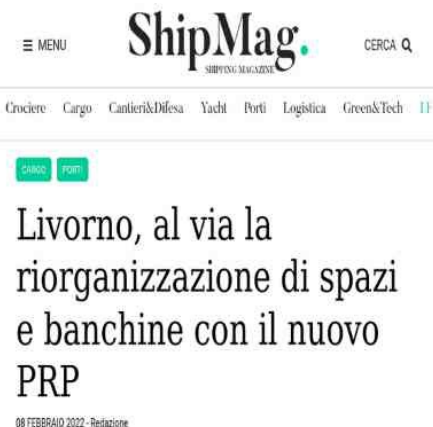 ≡ MENU
ShipMag.
SHIPPING MAGAZINE
CERCA
Crociere Cargo Cantieri&Difesa Yacht Porti Logistica Green&Tech
CARGO PORTI
Livorno, al via la
riorganizzazione di spazi
e banchine con il nuovo
PRP
08 FEBBRAIO 2022 - Redazione